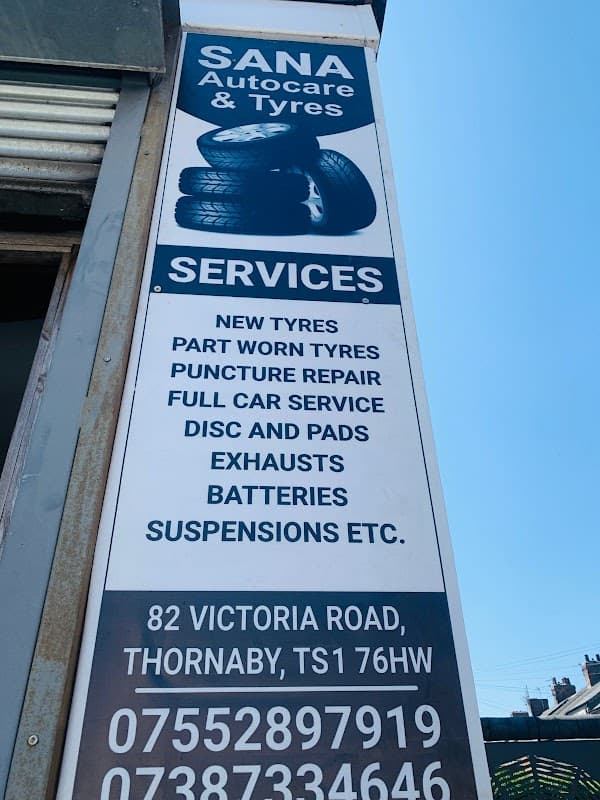 SANA
Autocare
& Tyres
SERVICES
NEW TYRES
PART WORN TYRES
PUNCTURE REPAIR
FULL CAR SERVICE
DISC AND PADS
EXHAUSTS
BATTERIES
SUSPENSIONS ETC.
82 VICTORIA ROAD,
THORNABY, TS1 76HW
07552897919
07387334646